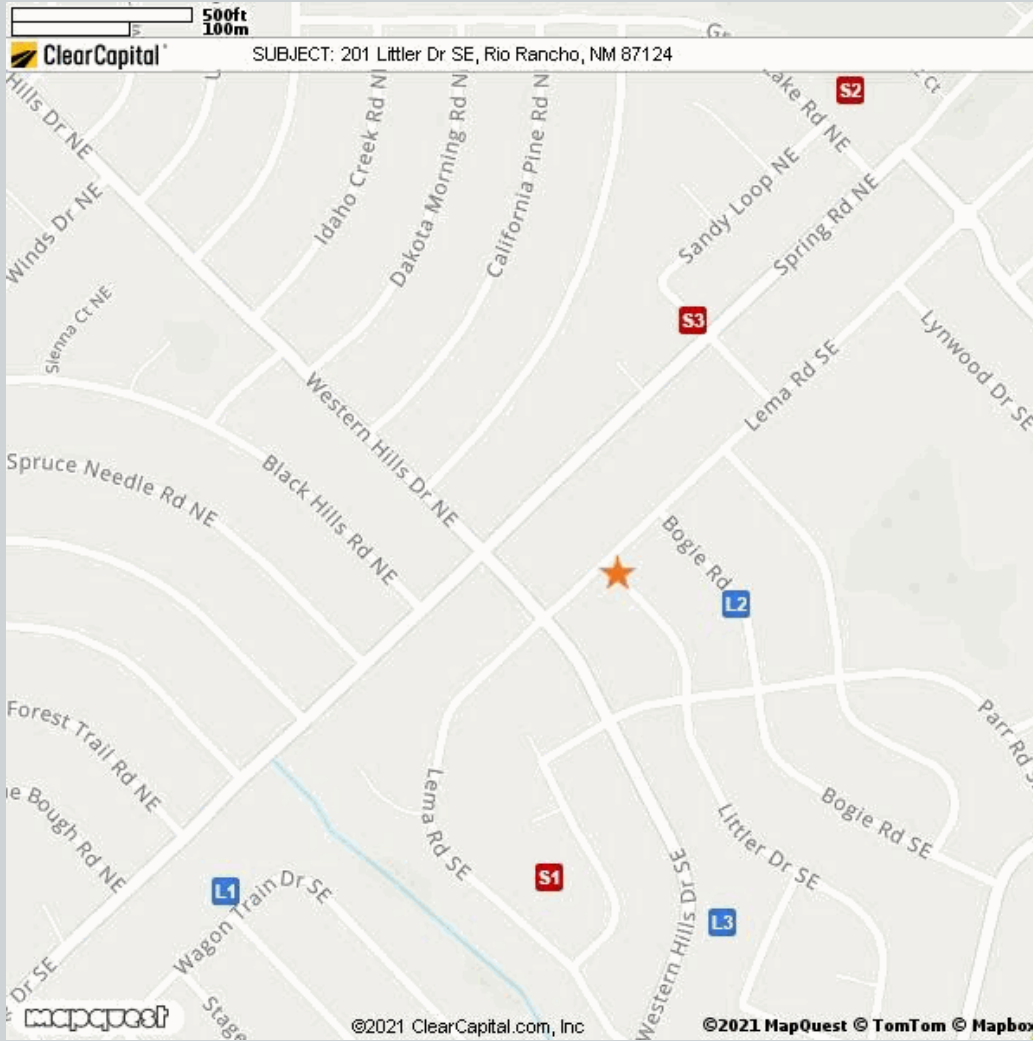 500ft
100m
ClearCapital
SUBJECT: 201 Littler Dr SE, Rio Rancho, NM 87124
Hills Dr NE
Winds Dr NE
Sienna Ct NE
Idaho Creek Rd N
Dakota Morning Rd N
California Pine Rd N
Lake Rd NE
Ct
S2
Sandy Loop NE
Spring Rd NE
S3
Lynwood Dr SE
Lema Rd SE
Western Hills Dr NE
Black Hills Rd NE
Spruce Needle Rd NE
Bogie Rd
L2
Parr Rd S
Forest Trail Rd NE
Bough Rd NE
Lema Rd SE
Littler Dr SE
Bogie Rd SE
S1
L1
L3
Wagon Train Dr SE
Western Hills Dr SE
Dr SE
Stage
mapquest
©2021 ClearCapital.com, Inc
©2021 MapQuest © TomTom © Mapbox